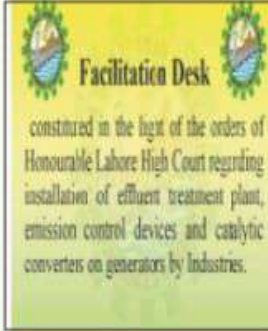 Facilitation Desk
constitured in the light of the orders of
Honourable Lahore High Court regarding
installation of effluent treatment plant,
emission control devices and catalytic
converters on generators by Industries.